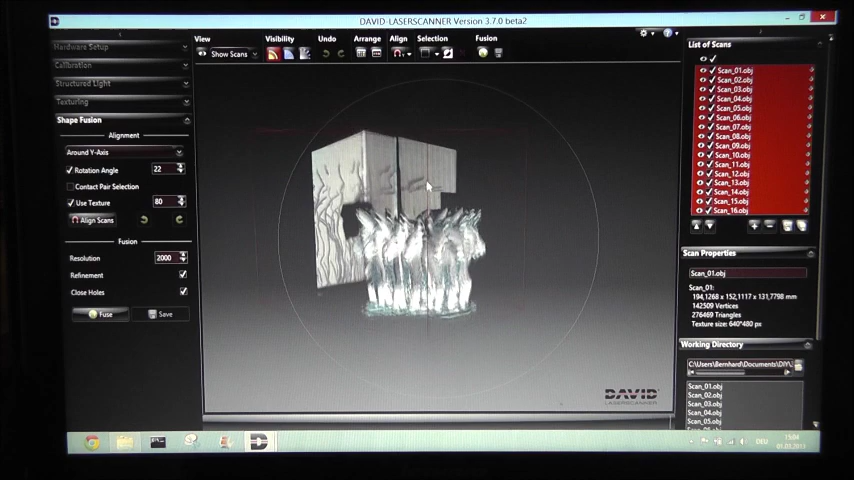 DAVID-LASERSCANNER Version 3.7.0 beta2
Hardware Setup
Calibration
Structured Light
Texturing
Shape Fusion
Alignment
Around Y-Axis
Rotation Angle 22
Contact Pair Selection
Use Texture 80
Align Scans
Fusion
Resolution 2000
Refinement
Close Holes
Fuse Save
View Visibility Undo Arrange Align Selection Fusion
Show Scans
DAVID
LASERSCANNER
List of Scans
Scan_01.obj
Scan_02.obj
Scan_03.obj
Scan_04.obj
Scan_05.obj
Scan_06.obj
Scan_07.obj
Scan_08.obj
Scan_09.obj
Scan_10.obj
Scan_11.obj
Scan_12.obj
Scan_13.obj
Scan_14.obj
Scan_15.obj
Scan_16.obj
Scan Properties
Scan_01.obj
Scan_01:
194,1268 x 152,1117 x 131,7798 mm
142509 Vertices
276469 Triangles
Texture size: 640*480 px
Working Directory
C:\Users\Bernhard\Documents\DIY\
Scan_01.obj
Scan_02.obj
Scan_03.obj
Scan_04.obj
Scan_05.obj
DEU
15:04
01.03.2013